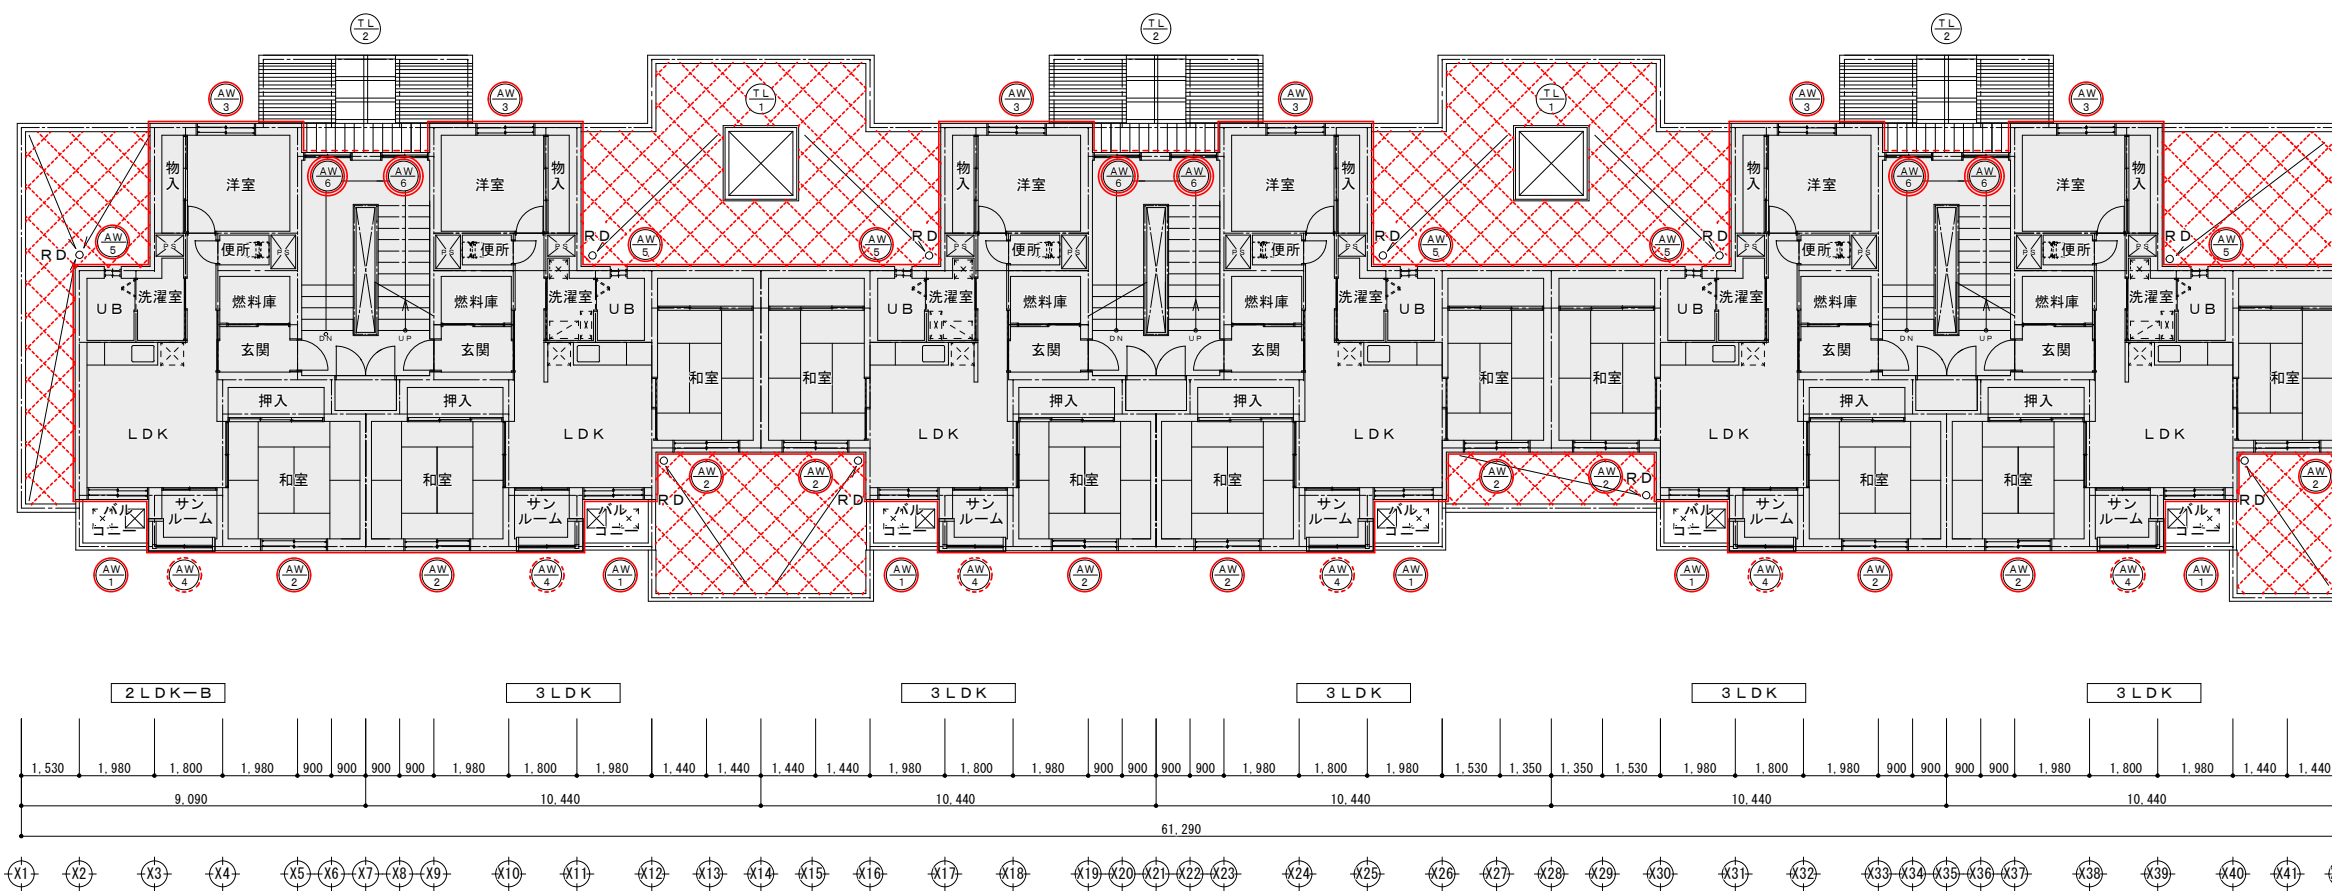 TL 2 TL 2 TL 2
AW 3 AW 3 TL 1 AW 3 AW 3 TL 1 AW 3 AW 3
物入 洋室 AW 6 AW 6 洋室 物入 物入 洋室 AW 6 AW 6 洋室 物入 物入 洋室 AW 6 AW 6 洋室 物入
RD AW 5 PS 便所 PS PS 便所 PS RD AW 5 AW 5 RD PS 便所 PS PS 便所 PS RD AW 5 AW 5 RD PS 便所 PS PS 便所 PS RD AW 5
UB 洗濯室 燃料庫 燃料庫 洗濯室 UB UB 洗濯室 燃料庫 燃料庫 洗濯室 UB UB 洗濯室 燃料庫 燃料庫 洗濯室 UB
玄関 DN UP 玄関 玄関 DN UP 玄関 玄関 DN UP 玄関
和室 和室 和室 和室 和室
押入 押入 押入 押入 押入 押入
LDK LDK LDK LDK LDK LDK
和室 和室 AW 2 AW 2 和室 和室 AW 2 AW 2 RD 和室 和室 AW 2
RD RD RD
バルコニー サンルーム サンルーム バルコニー バルコニー サンルーム サンルーム バルコニー バルコニー サンルーム サンルーム バルコニー
AW 1 AW 4 AW 2 AW 2 AW 4 AW 1 AW 1 AW 4 AW 2 AW 2 AW 4 AW 1 AW 1 AW 4 AW 2 AW 2 AW 4 AW 1
2LDK−B 3LDK 3LDK 3LDK 3LDK 3LDK
1,530 1,980 1,800 1,980 900 900 900 900 1,980 1,800 1,980 1,440 1,440 1,440 1,440 1,980 1,800 1,980 900 900 900 900 1,980 1,800 1,980 1,530 1,350 1,350 1,530 1,980 1,800 1,980 900 900 900 900 1,980 1,800 1,980 1,440 1,440
9,090 10,440 10,440 10,440 10,440 10,440
61,290
X1 X2 X3 X4 X5 X6 X7 X8 X9 X10 X11 X12 X13 X14 X15 X16 X17 X18 X19 X20 X21 X22 X23 X24 X25 X26 X27 X28 X29 X30 X31 X32 X33 X34 X35 X36 X37 X38 X39 X40 X41